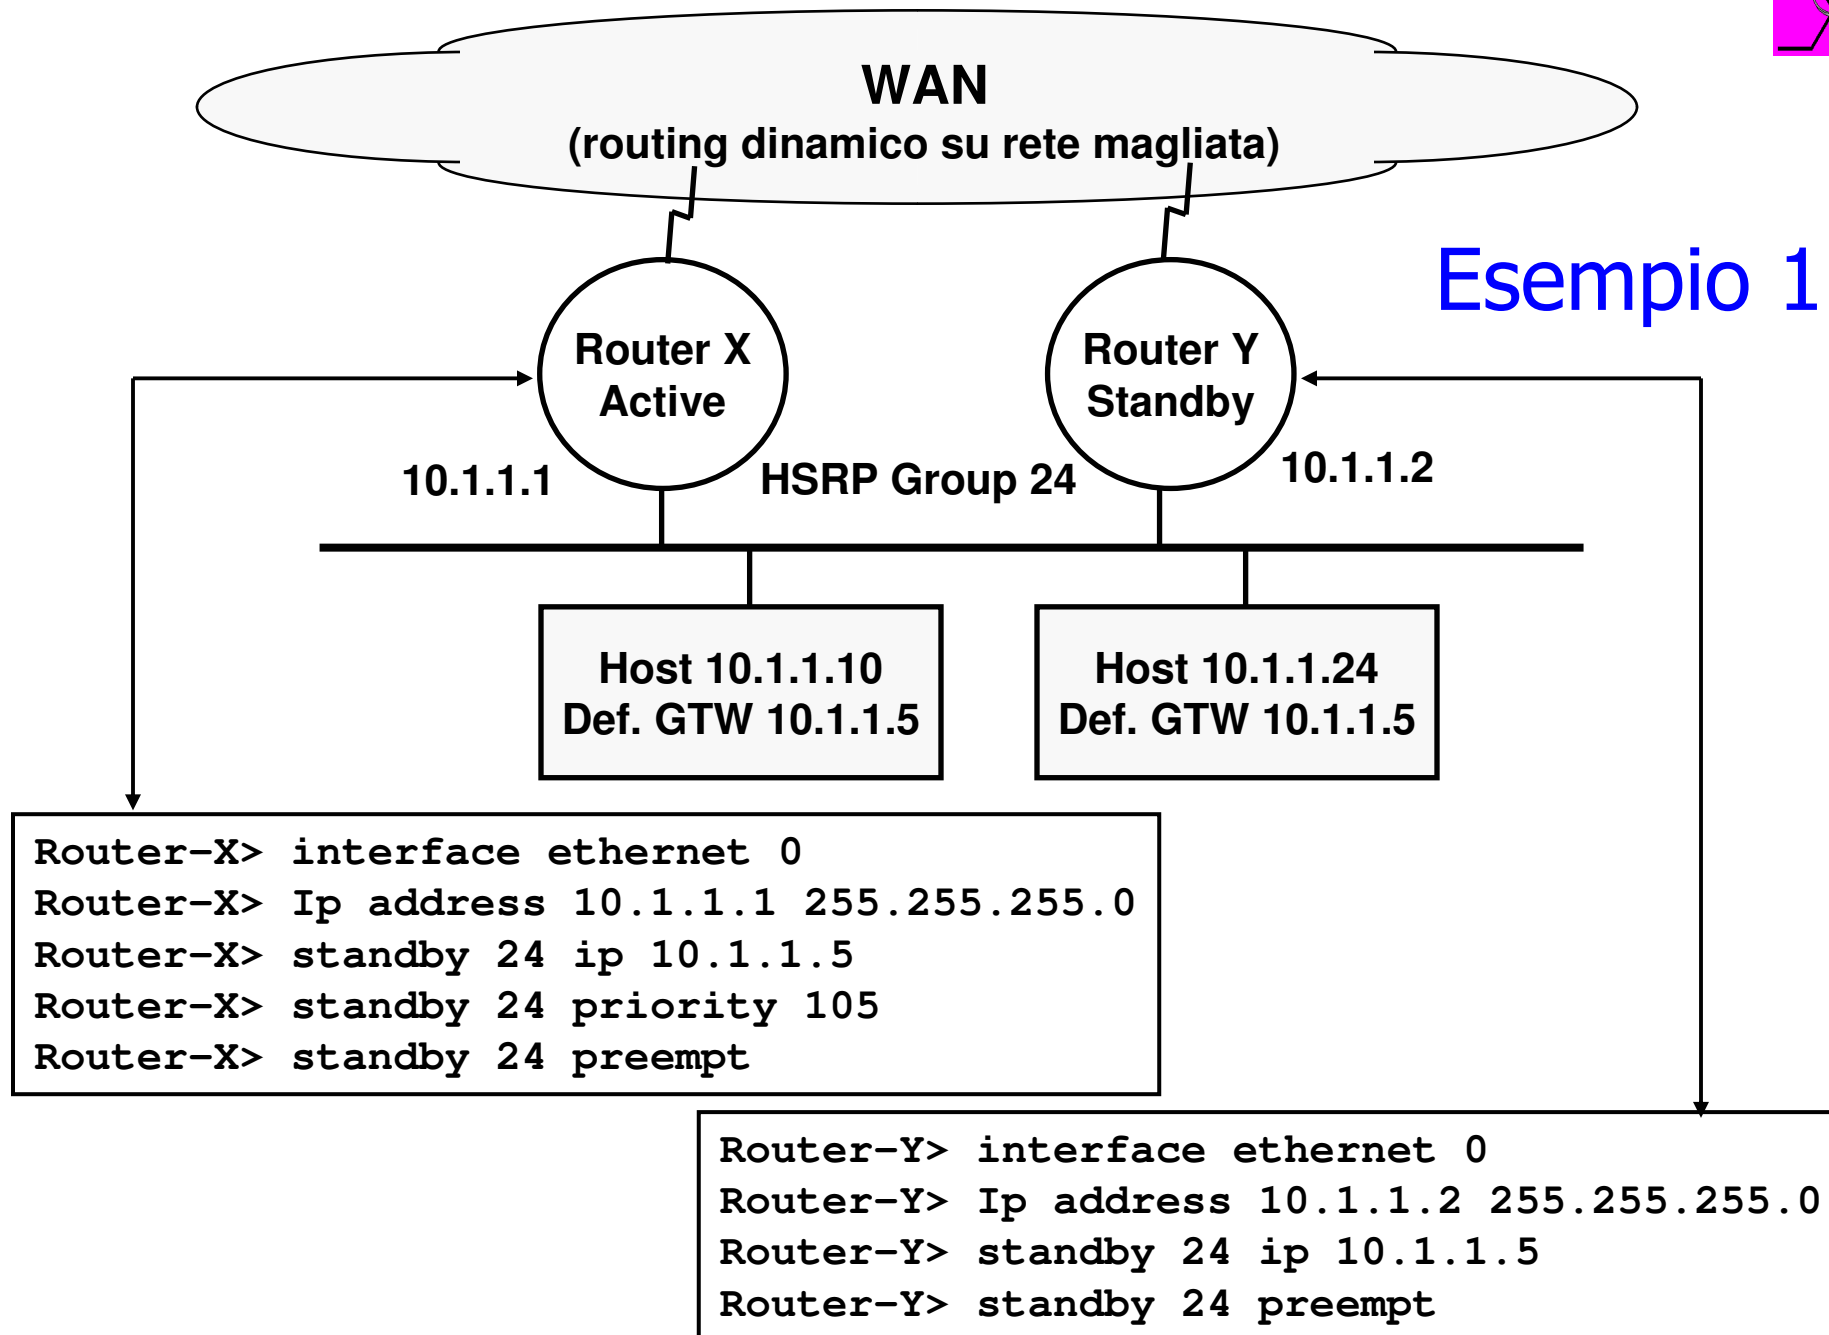 WAN
(routing dinamico su rete magliata)
Esempio 1
Router X
Active
Router Y
Standby
10.1.1.1
HSRP Group 24
10.1.1.2
Host 10.1.1.10
Def. GTW 10.1.1.5
Host 10.1.1.24
Def. GTW 10.1.1.5
Router-X> interface ethernet 0
Router-X> Ip address 10.1.1.1 255.255.255.0
Router-X> standby 24 ip 10.1.1.5
Router-X> standby 24 priority 105
Router-X> standby 24 preempt
Router-Y> interface ethernet 0
Router-Y> Ip address 10.1.1.2 255.255.255.0
Router-Y> standby 24 ip 10.1.1.5
Router-Y> standby 24 preempt